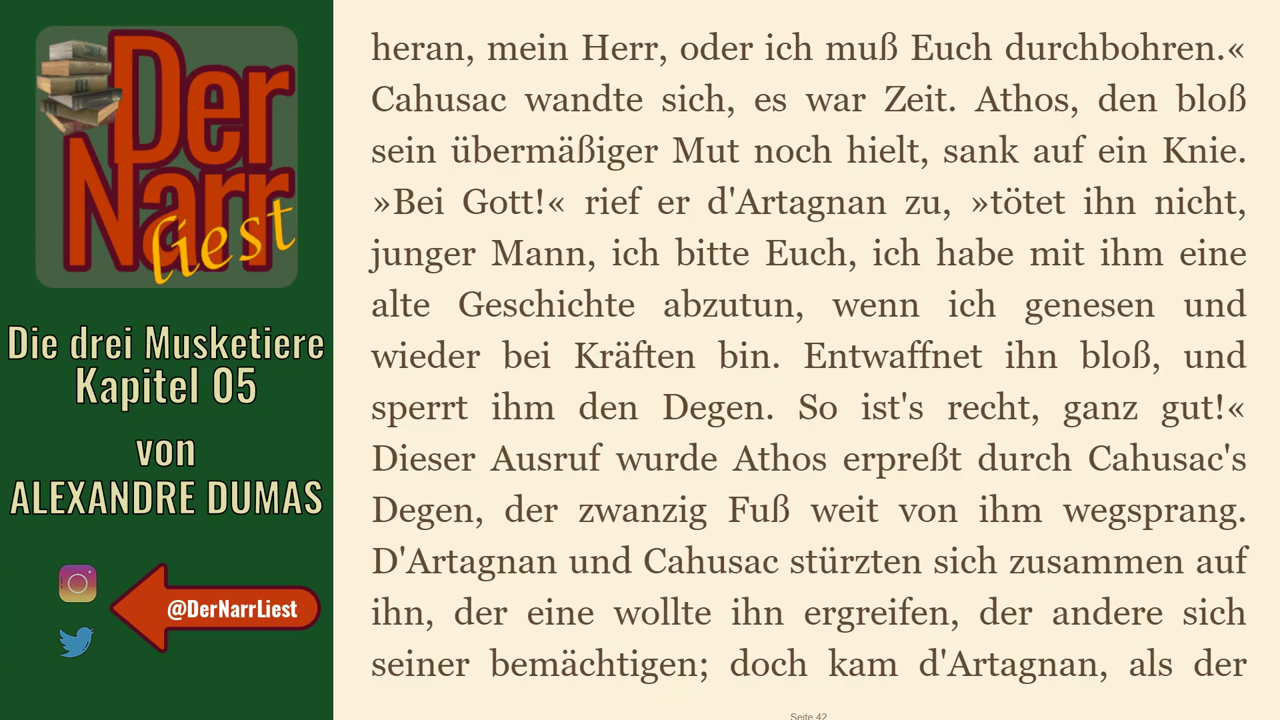 Der
Narr
liest
Die drei Musketiere
Kapitel 05
von
ALEXANDRE DUMAS
@DerNarrLiest
heran, mein Herr, oder ich muß Euch durchbohren.«
Cahusac wandte sich, es war Zeit. Athos, den bloß
sein übermäßiger Mut noch hielt, sank auf ein Knie.
»Bei Gott!« rief er d'Artagnan zu, »tötet ihn nicht,
junger Mann, ich bitte Euch, ich habe mit ihm eine
alte Geschichte abzutun, wenn ich genesen und
wieder bei Kräften bin. Entwaffnet ihn bloß, und
sperrt ihm den Degen. So ist's recht, ganz gut!«
Dieser Ausruf wurde Athos erpreßt durch Cahusac's
Degen, der zwanzig Fuß weit von ihm wegsprang.
D'Artagnan und Cahusac stürzten sich zusammen auf
ihn, der eine wollte ihn ergreifen, der andere sich
seiner bemächtigen; doch kam d'Artagnan, als der
Seite 42